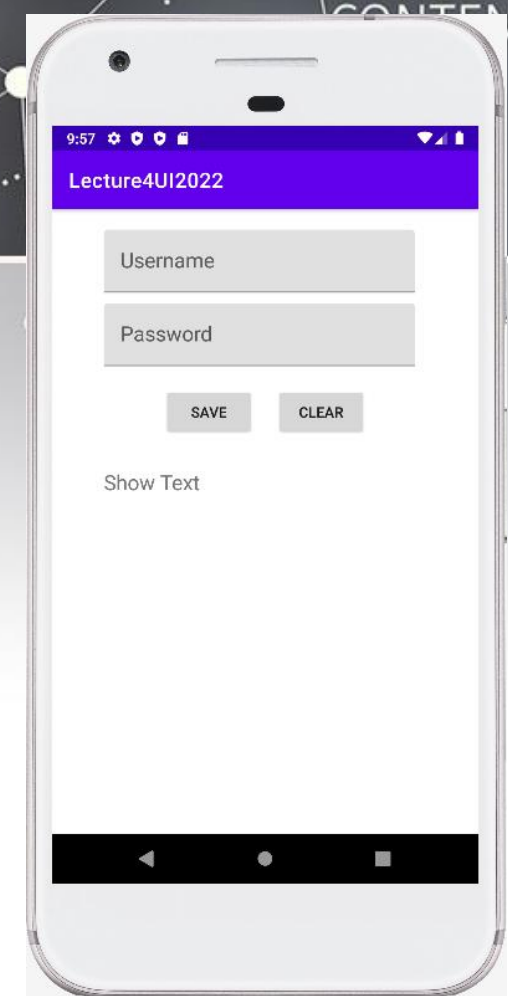 CONTEN
9:57
Lecture4UI2022
Username
Password
SAVE CLEAR
Show Text